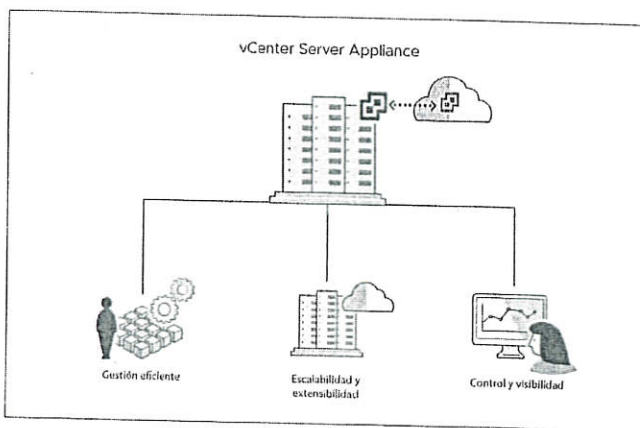 vCenter Server Appliance
Gestión eficiente
Escalabilidad y
extensibilidad
Control y visibilidad